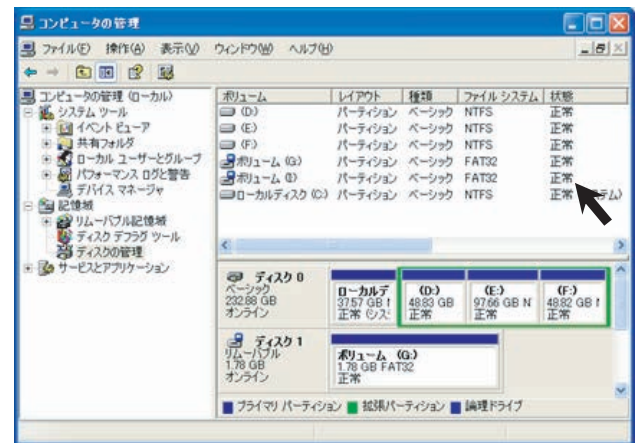 コンピュータの管理
ファイル(F) 操作(A) 表示(V) ウィンドウ(W) ヘルプ(H)
コンピュータの管理 (ローカル)
システム ツール
イベント ビューア
共有フォルダ
ローカル ユーザーとグループ
パフォーマンス ログと警告
デバイス マネージャ
記憶域
リムーバブル記憶域
ディスク デフラグ ツール
ディスクの管理
サービスとアプリケーション
ボリューム レイアウト 種類 ファイル システム 状態
(D:) パーティション ベーシック NTFS 正常
(E:) パーティション ベーシック NTFS 正常
(F:) パーティション ベーシック NTFS 正常
ボリューム (G:) パーティション ベーシック FAT32 正常
ボリューム (I:) パーティション ベーシック FAT32 正常
ローカルディスク (C:) パーティション ベーシック NTFS 正常 テム)
ディスク 0
ベーシック
232.88 GB
オンライン
ローカルデ
37.57 GB
正常 (シス
(D:)
48.83 GB
正常
(E:)
97.66 GB N
正常
(F:)
48.82 GB
正常
ディスク 1
リムーバブル
1.78 GB
オンライン
ボリューム (G:)
1.78 GB FAT32
正常
プライマリ パーティション 拡張パーティション 論理ドライブ